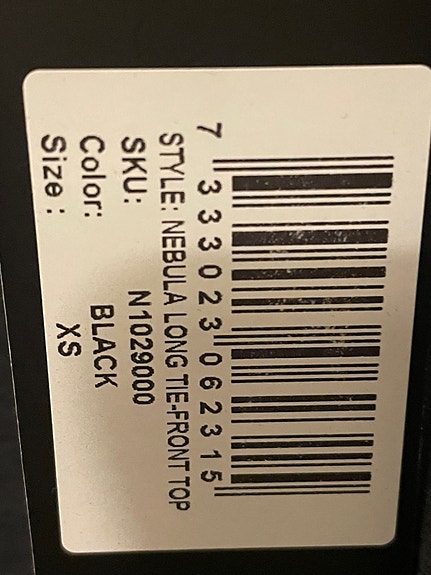 7 333023 062315
STYLE: NEBULA LONG TIE-FRONT TOP
SKU: N1029000
Color: BLACK
Size: XS